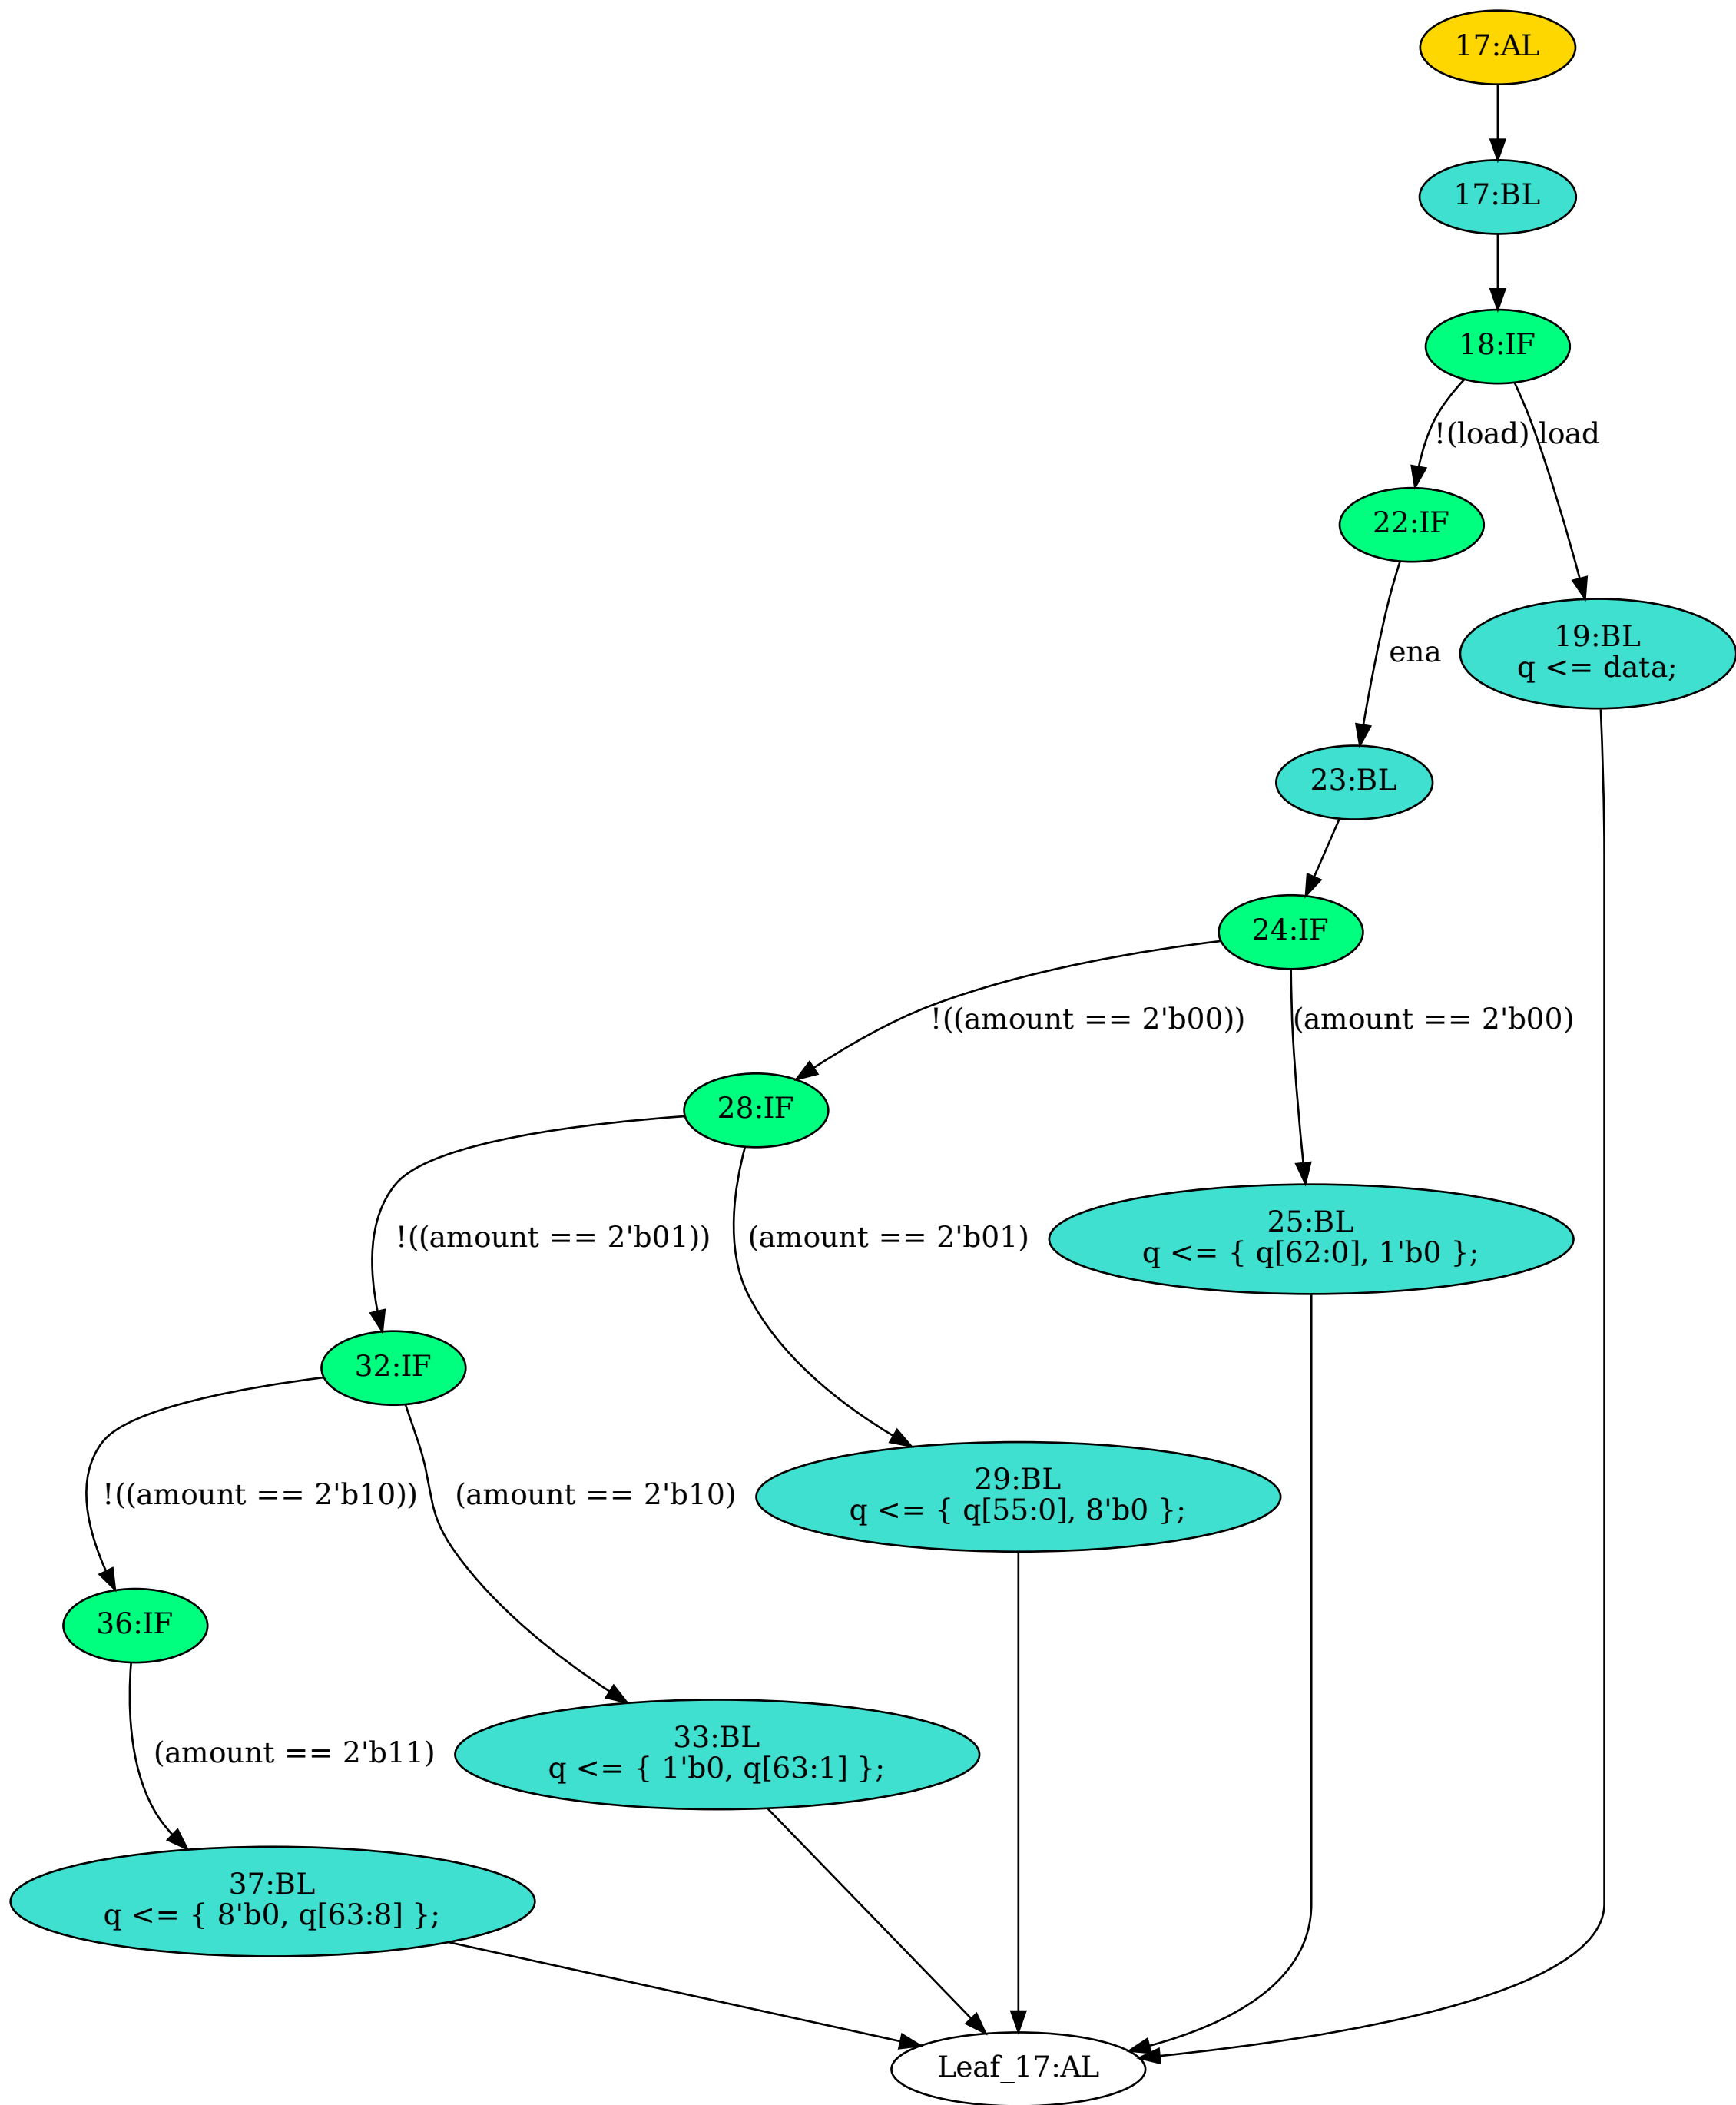 17:AL
17:BL
18:IF
!(load)
load
22:IF
ena
19:BL
q <= data;
23:BL
24:IF
!((amount == 2'b00))
(amount == 2'b00)
28:IF
!((amount == 2'b01))
(amount == 2'b01)
25:BL
q <= { q[62:0], 1'b0 };
32:IF
!((amount == 2'b10))
(amount == 2'b10)
29:BL
q <= { q[55:0], 8'b0 };
36:IF
(amount == 2'b11)
33:BL
q <= { 1'b0, q[63:1] };
37:BL
q <= { 8'b0, q[63:8] };
Leaf_17:AL